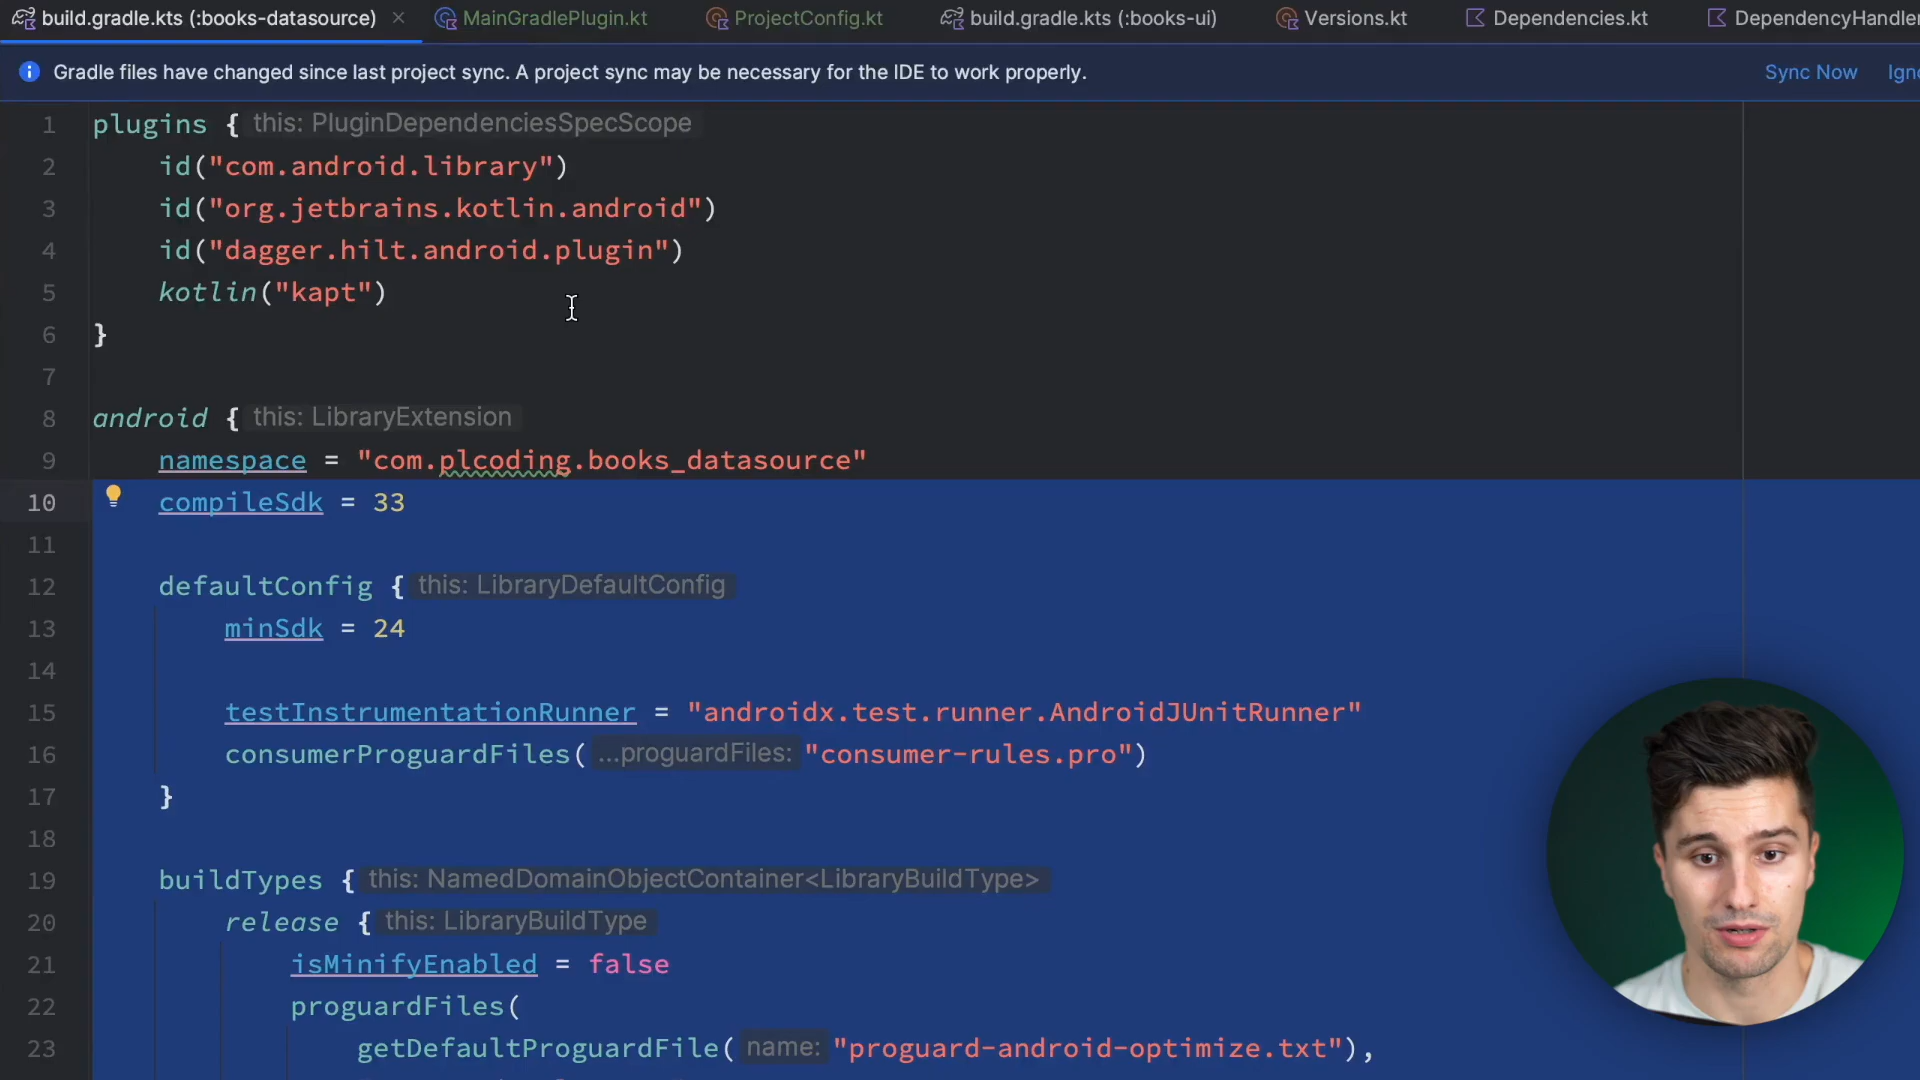 build.gradle.kts (:books-datasource) MainGradlePlugin.kt ProjectConfig.kt build.gradle.kts (:books-ui) Versions.kt Dependencies.kt DependencyHandler
Gradle files have changed since last project sync. A project sync may be necessary for the IDE to work properly. Sync Now Igno
1 plugins { this: PluginDependenciesSpecScope
2 id("com.android.library")
3 id("org.jetbrains.kotlin.android")
4 id("dagger.hilt.android.plugin")
5 kotlin("kapt")
6 }
7
8 android { this: LibraryExtension
9 namespace = "com.plcoding.books_datasource"
10 compileSdk = 33
11
12 defaultConfig { this: LibraryDefaultConfig
13 minSdk = 24
14
15 testInstrumentationRunner = "androidx.test.runner.AndroidJUnitRunner"
16 consumerProguardFiles( ...proguardFiles: "consumer-rules.pro")
17 }
18
19 buildTypes { this: NamedDomainObjectContainer<LibraryBuildType>
20 release { this: LibraryBuildType
21 isMinifyEnabled = false
22 proguardFiles(
23 getDefaultProguardFile( name: "proguard-android-optimize.txt"),